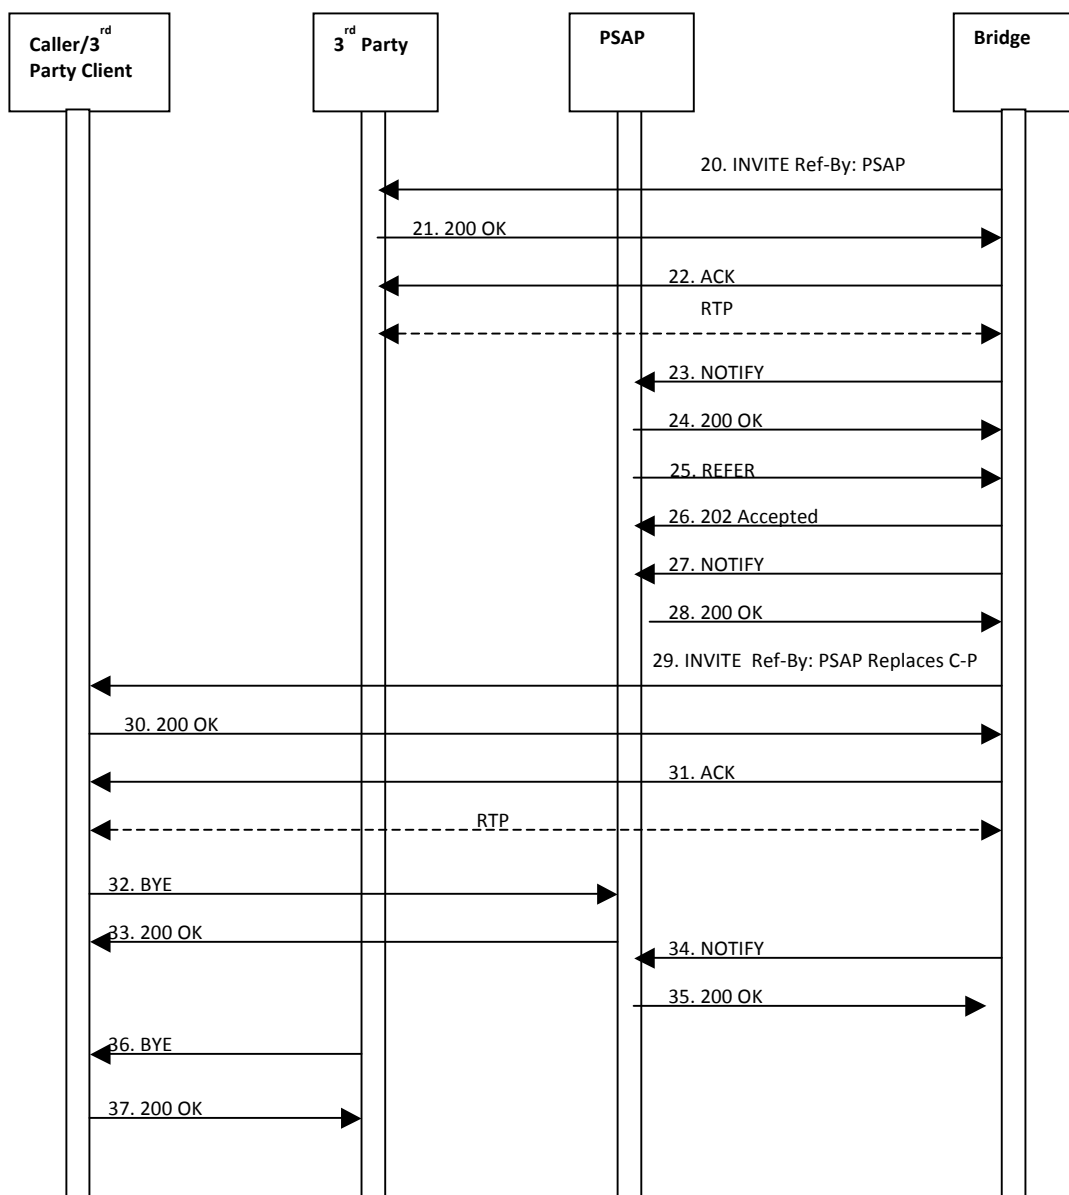 Caller/3rd
Party Client
3rd Party
PSAP
Bridge
20. INVITE Ref-By: PSAP
21. 200 OK
22. ACK
RTP
23. NOTIFY
24. 200 OK
25. REFER
26. 202 Accepted
27. NOTIFY
28. 200 OK
29. INVITE  Ref-By: PSAP Replaces C-P
30. 200 OK
31. ACK
RTP
32. BYE
33. 200 OK
34. NOTIFY
35. 200 OK
36. BYE
37. 200 OK